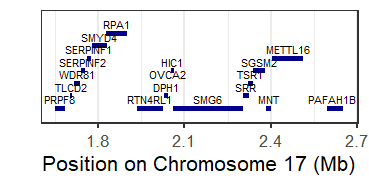 RPA1
SMYD4
SERPINF1 METTL16
SERPINF2 HIC1 SGSM2
WDR81 OVCA2 TSR1
TLCD2 DPH1 SRR
PRPF8 RTN4RL1 SMG6 MNT PAFAH1B
1.8 2.1 2.4 2.7
Position on Chromosome 17 (Mb)